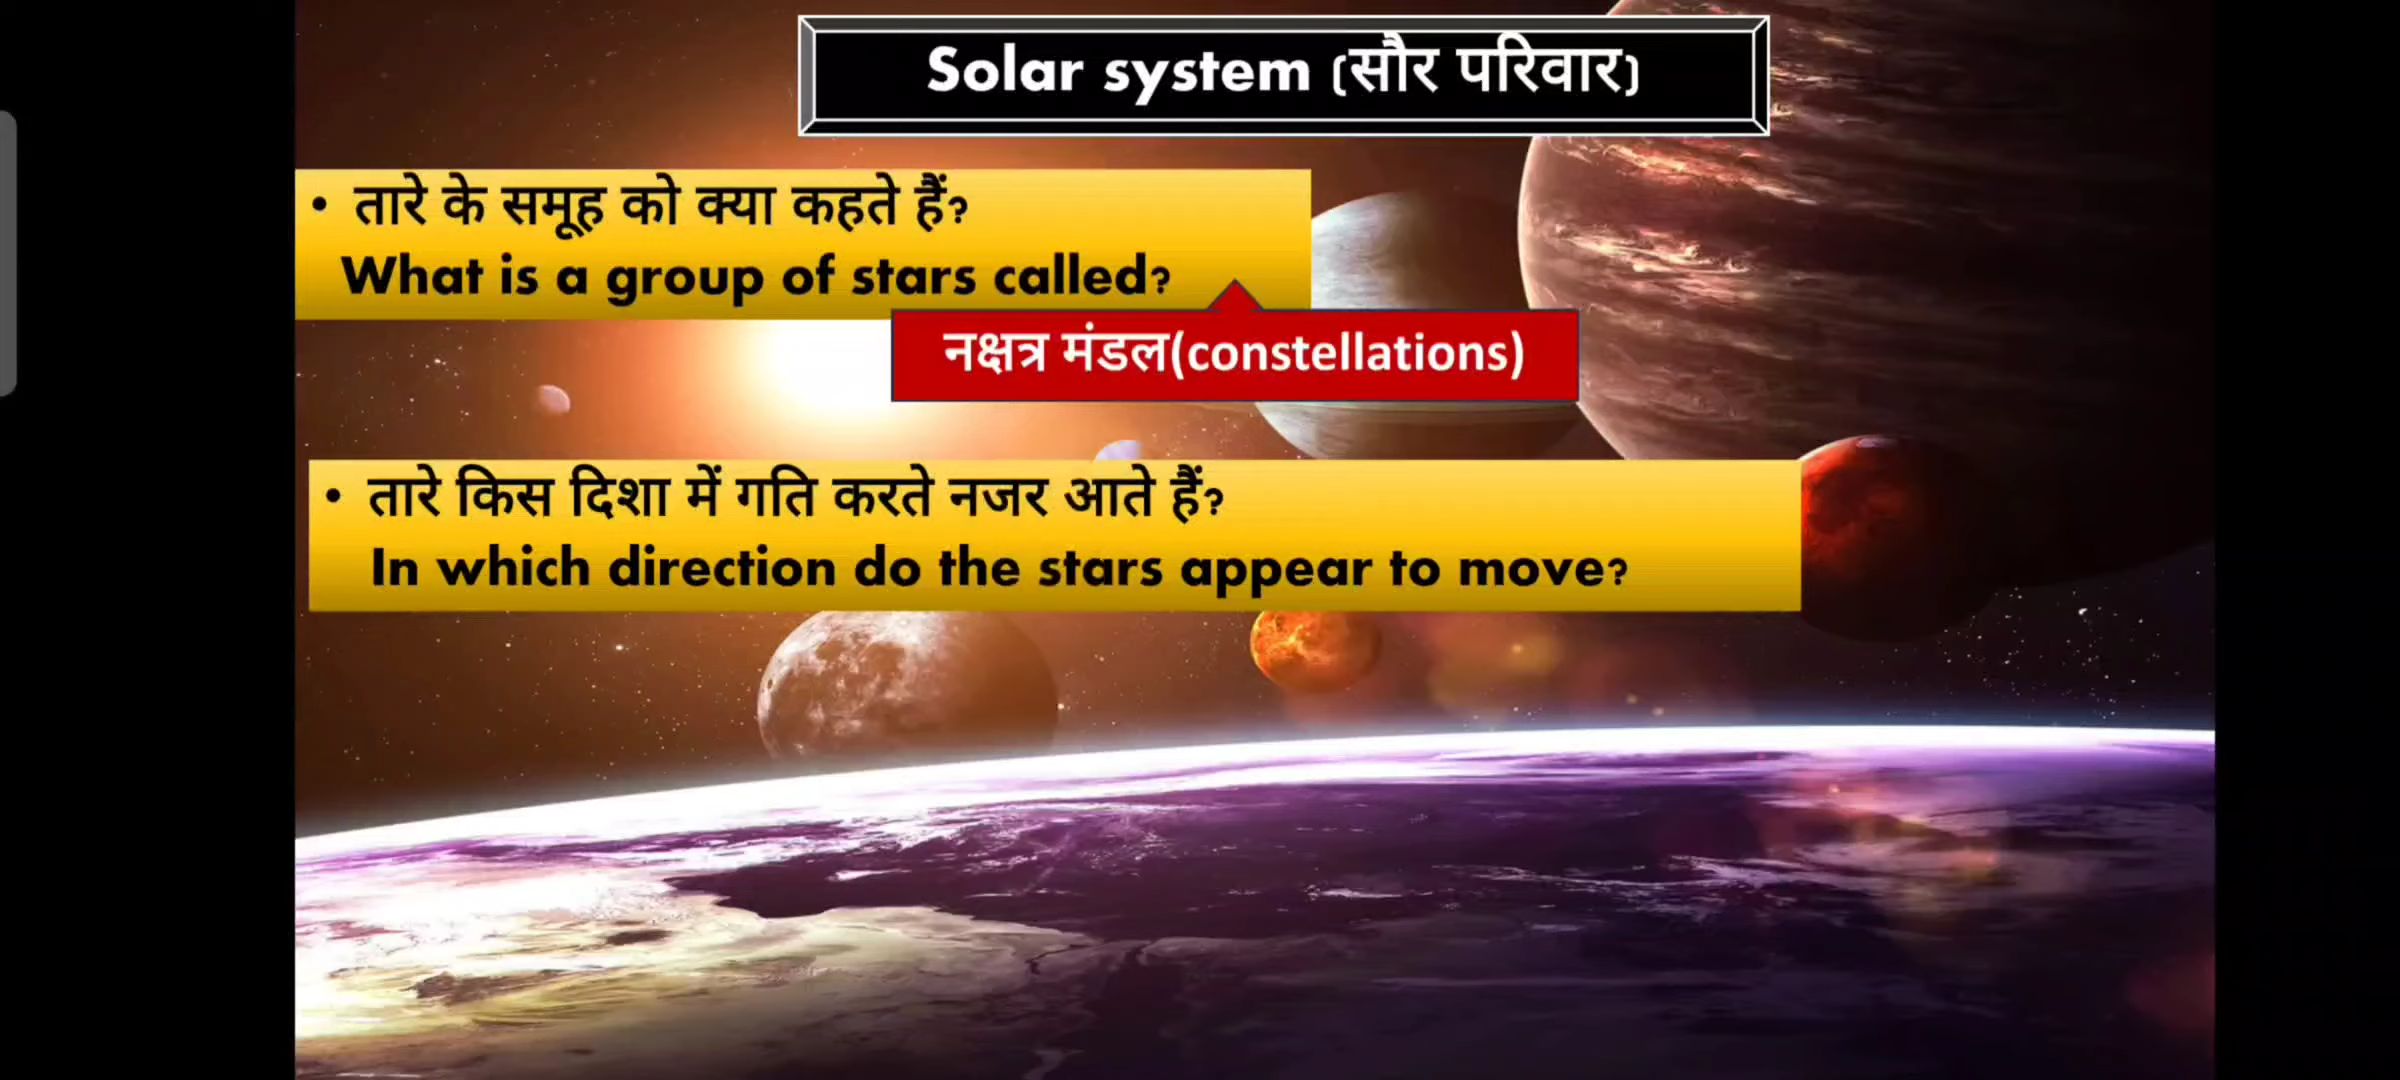 Solar system (सौर परिवार)
• तारे के समूह को क्या कहते हैं?
What is a group of stars called?
नक्षत्र मंडल(constellations)
• तारे किस दिशा में गति करते नजर आते हैं?
In which direction do the stars appear to move?